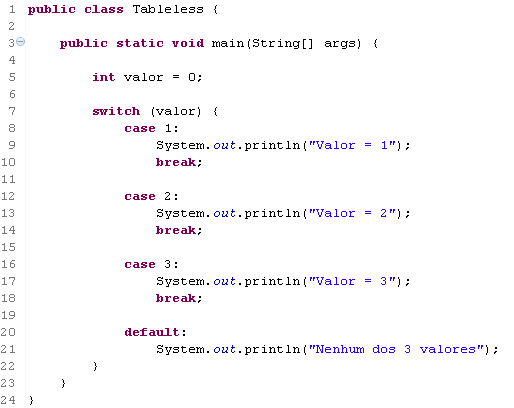 1 public class Tableless {
2
3 public static void main(String[] args) {
4
5 int valor = 0;
6
7 switch (valor) {
8 case 1:
9 System.out.println("Valor = 1");
10 break;
11
12 case 2:
13 System.out.println("Valor = 2");
14 break;
15
16 case 3:
17 System.out.println("Valor = 3");
18 break;
19
20 default:
21 System.out.println("Nenhum dos 3 valores");
22 }
23 }
24 }